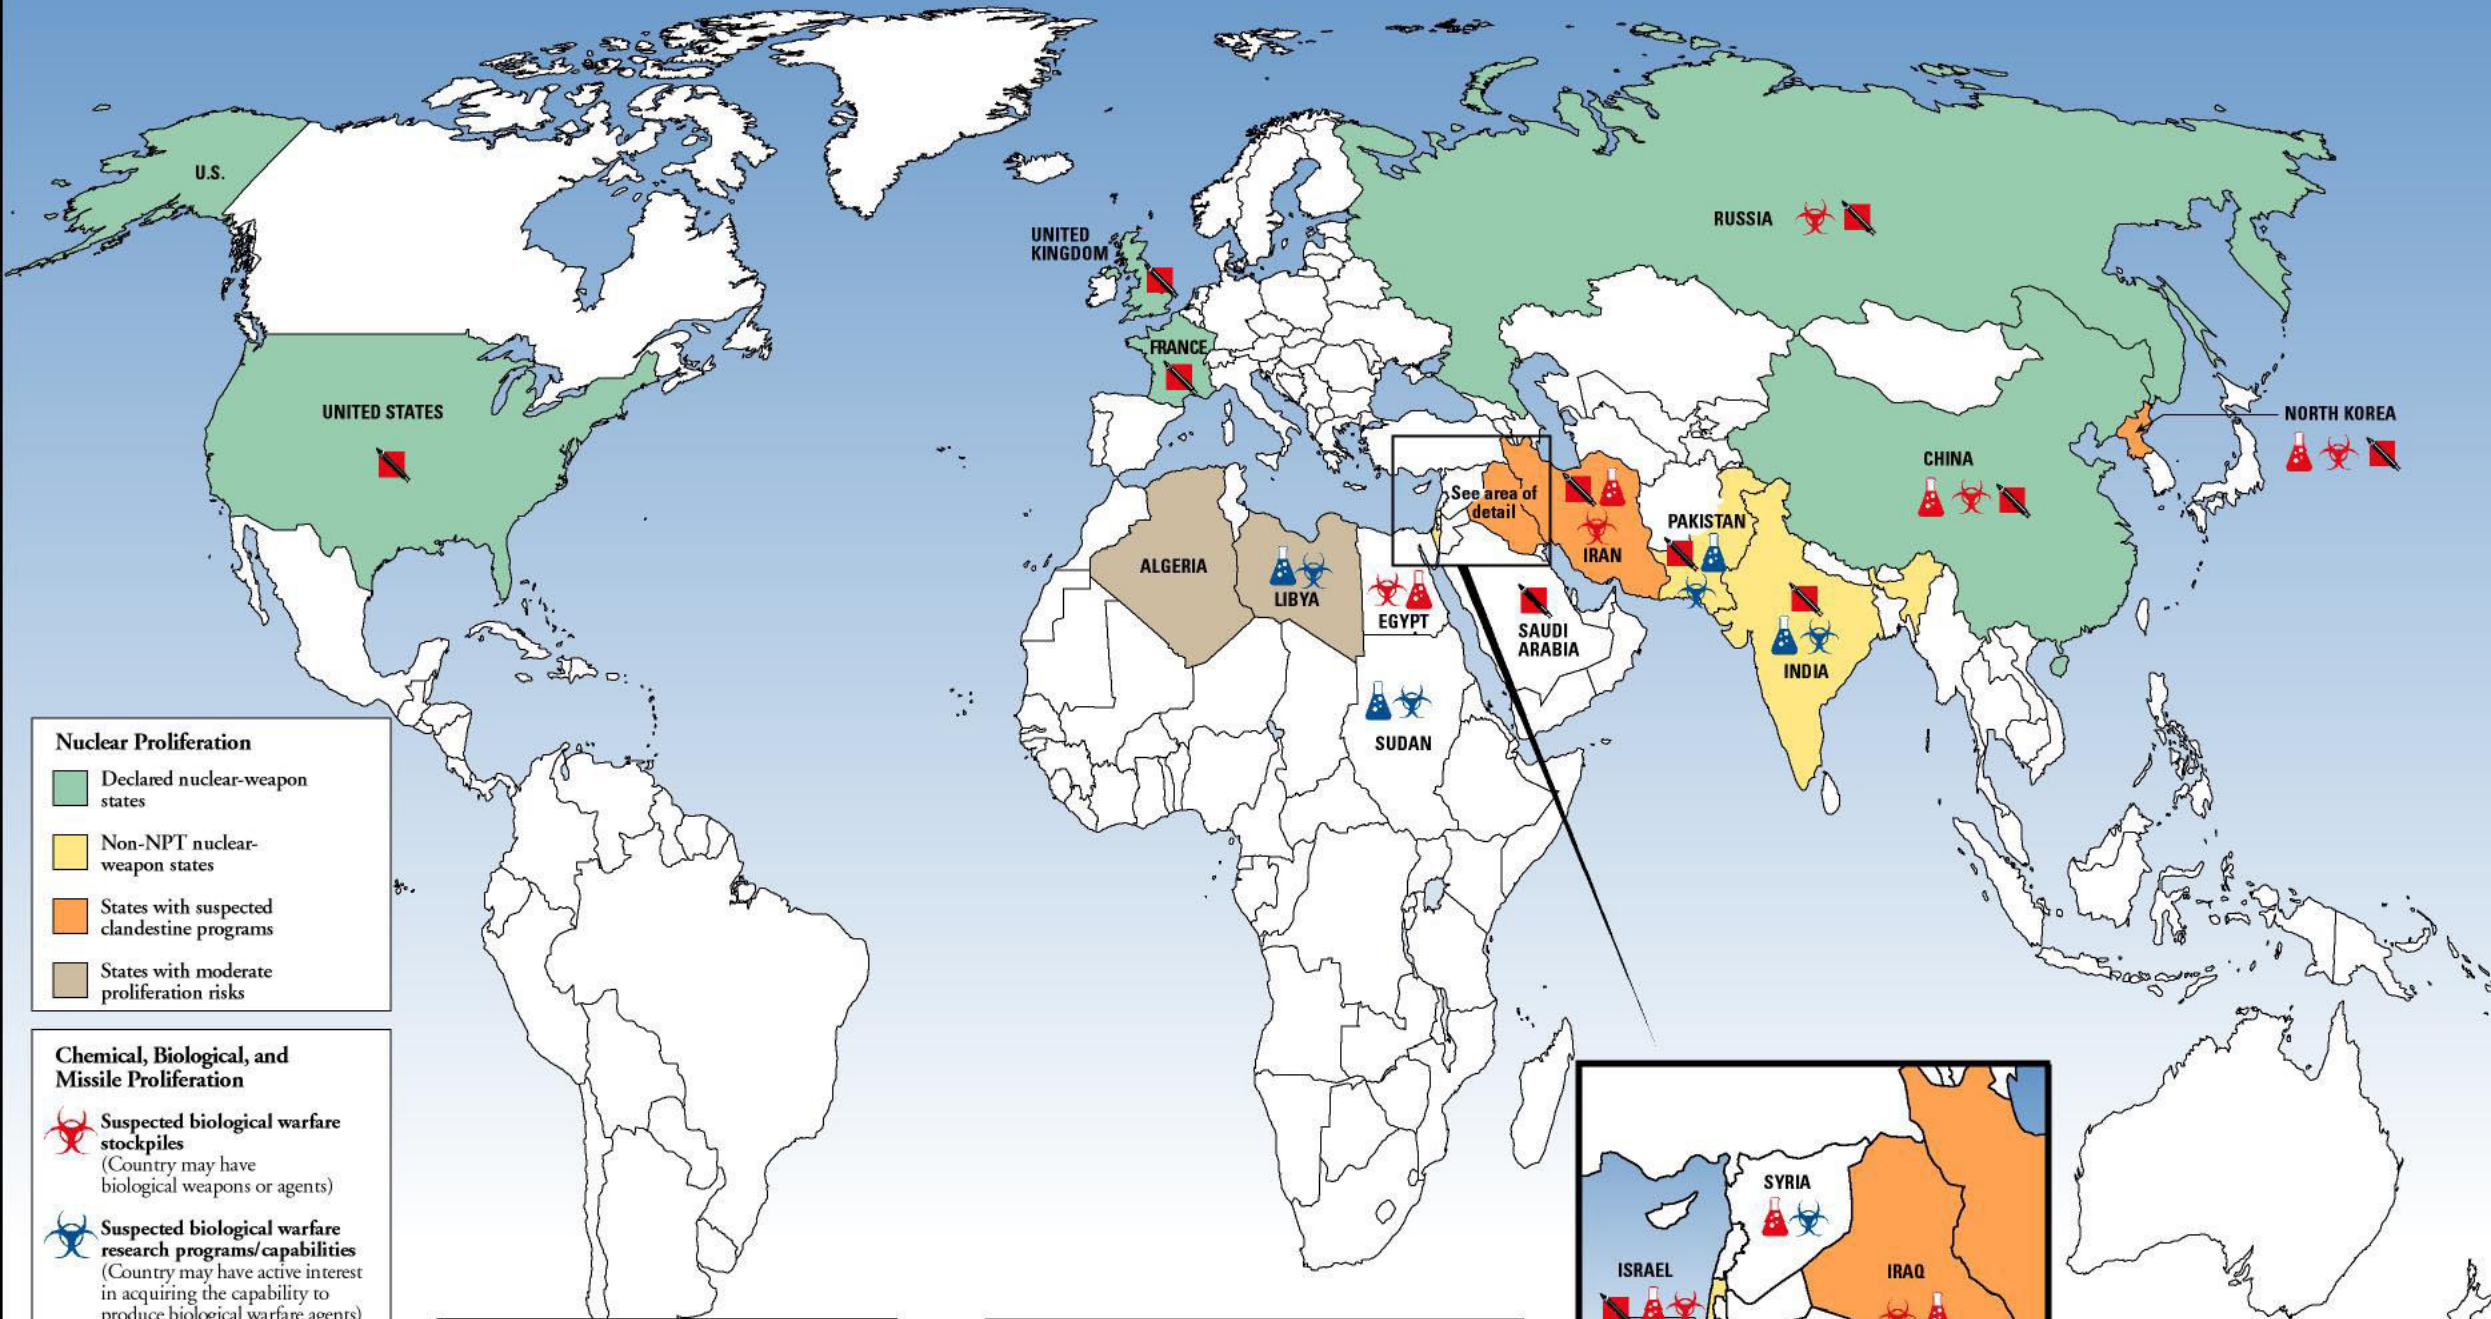 U.S.
UNITED STATES
UNITED
KINGDOM
FRANCE
RUSSIA
NORTH KOREA
CHINA
See area of
detail
PAKISTAN
IRAN
ALGERIA
LIBYA
EGYPT
SAUDI
ARABIA
INDIA
SUDAN
Nuclear Proliferation
Declared nuclear-weapon
states
Non-NPT nuclear-
weapon states
States with suspected
clandestine programs
States with moderate
proliferation risks
Chemical, Biological, and
Missile Proliferation
Suspected biological warfare
stockpiles
(Country may have
biological weapons or agents)
Suspected biological warfare
research programs/capabilities
(Country may have active interest
in acquiring the capability to
produce biological warfare agents)
SYRIA
ISRAEL
IRAQ